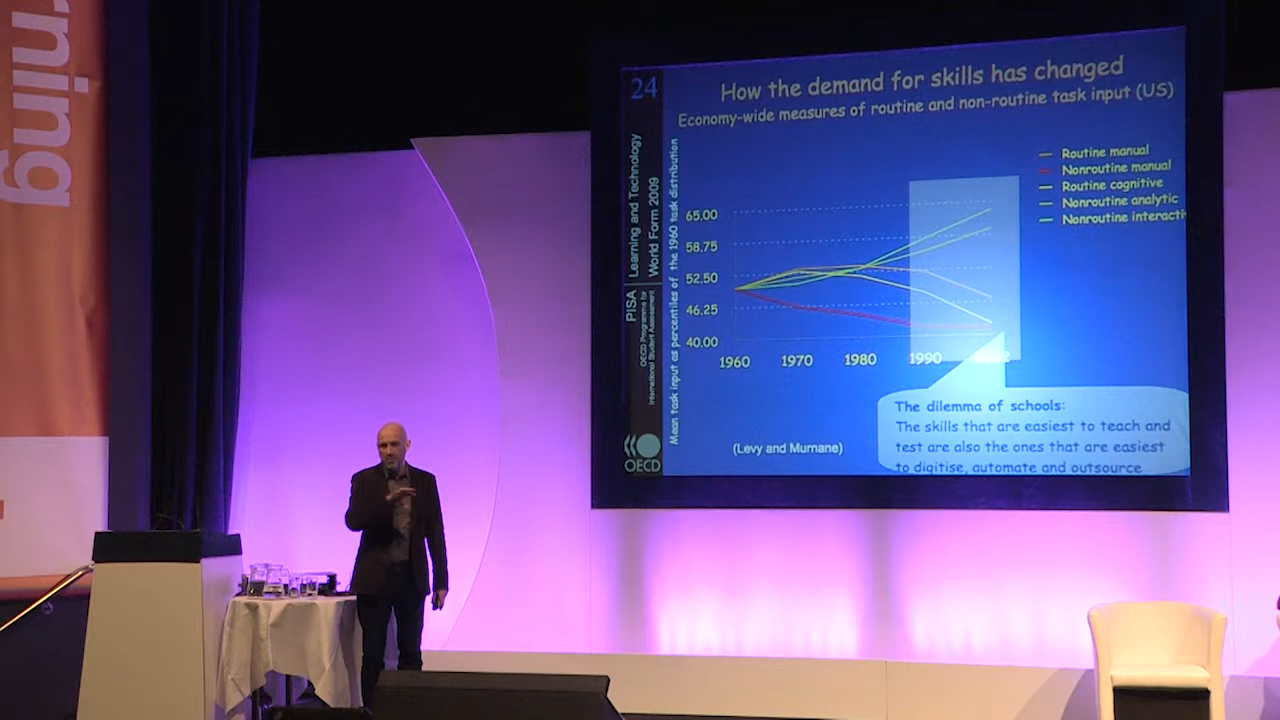 rning
24
How the demand for skills has changed
Economy-wide measures of routine and non-routine task input (US)
Learning and Technology
World Form 2009
PISA
OECD Programme for
International Student Assessment
OECD
Mean task input as percentiles of the 1960 task distribution
65.00
58.75
52.50
46.25
40.00
1960
1970
1980
1990
Routine manual
Nonroutine manual
Routine cognitive
Nonroutine analytic
Nonroutine interacti
(Levy and Murnane)
The dilemma of schools:
The skills that are easiest to teach and
test are also the ones that are easiest
to digitise, automate and outsource